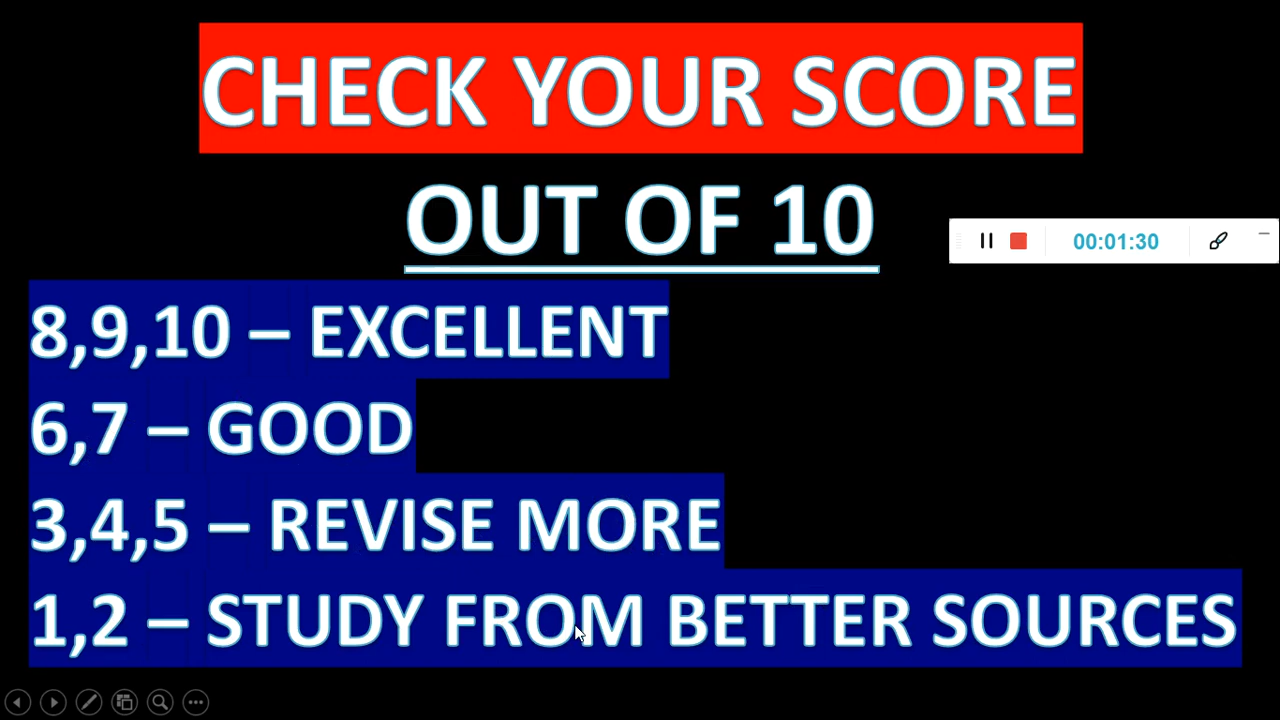 CHECK YOUR SCORE
OUT OF 10
00:01:30
8,9,10 – EXCELLENT
6,7 – GOOD
3,4,5 – REVISE MORE
1,2 – STUDY FROM BETTER SOURCES